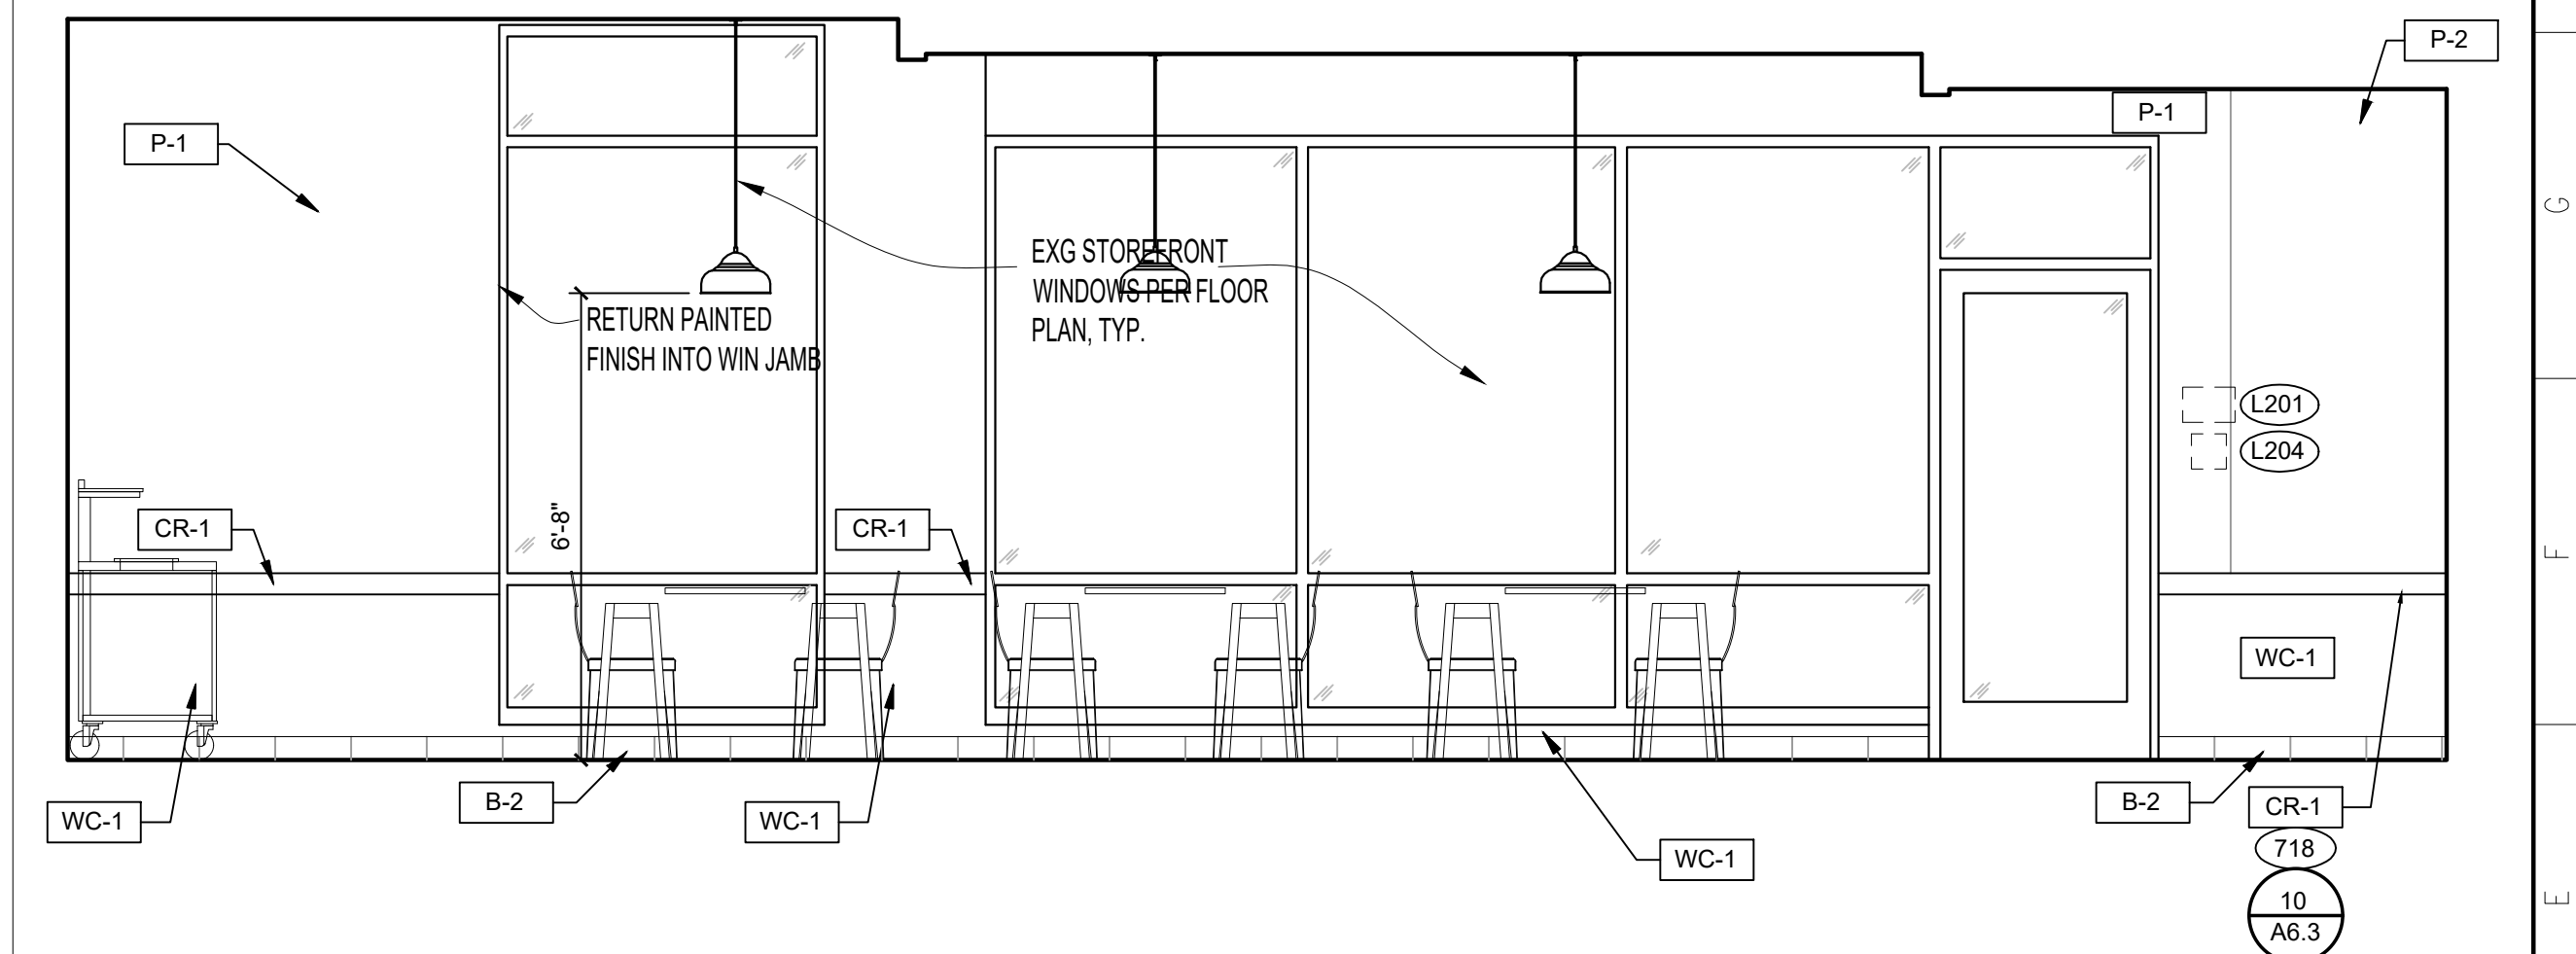 P-2
P-1
P-1
G
EXG STOREFRONT
WINDOWS PER FLOOR
PLAN, TYP.
RETURN PAINTED
FINISH INTO WIN JAMB
L201
L204
6'-8"
CR-1
CR-1
F
WC-1
B-2
WC-1
WC-1
WC-1
B-2
CR-1
718
10
A6.3
E